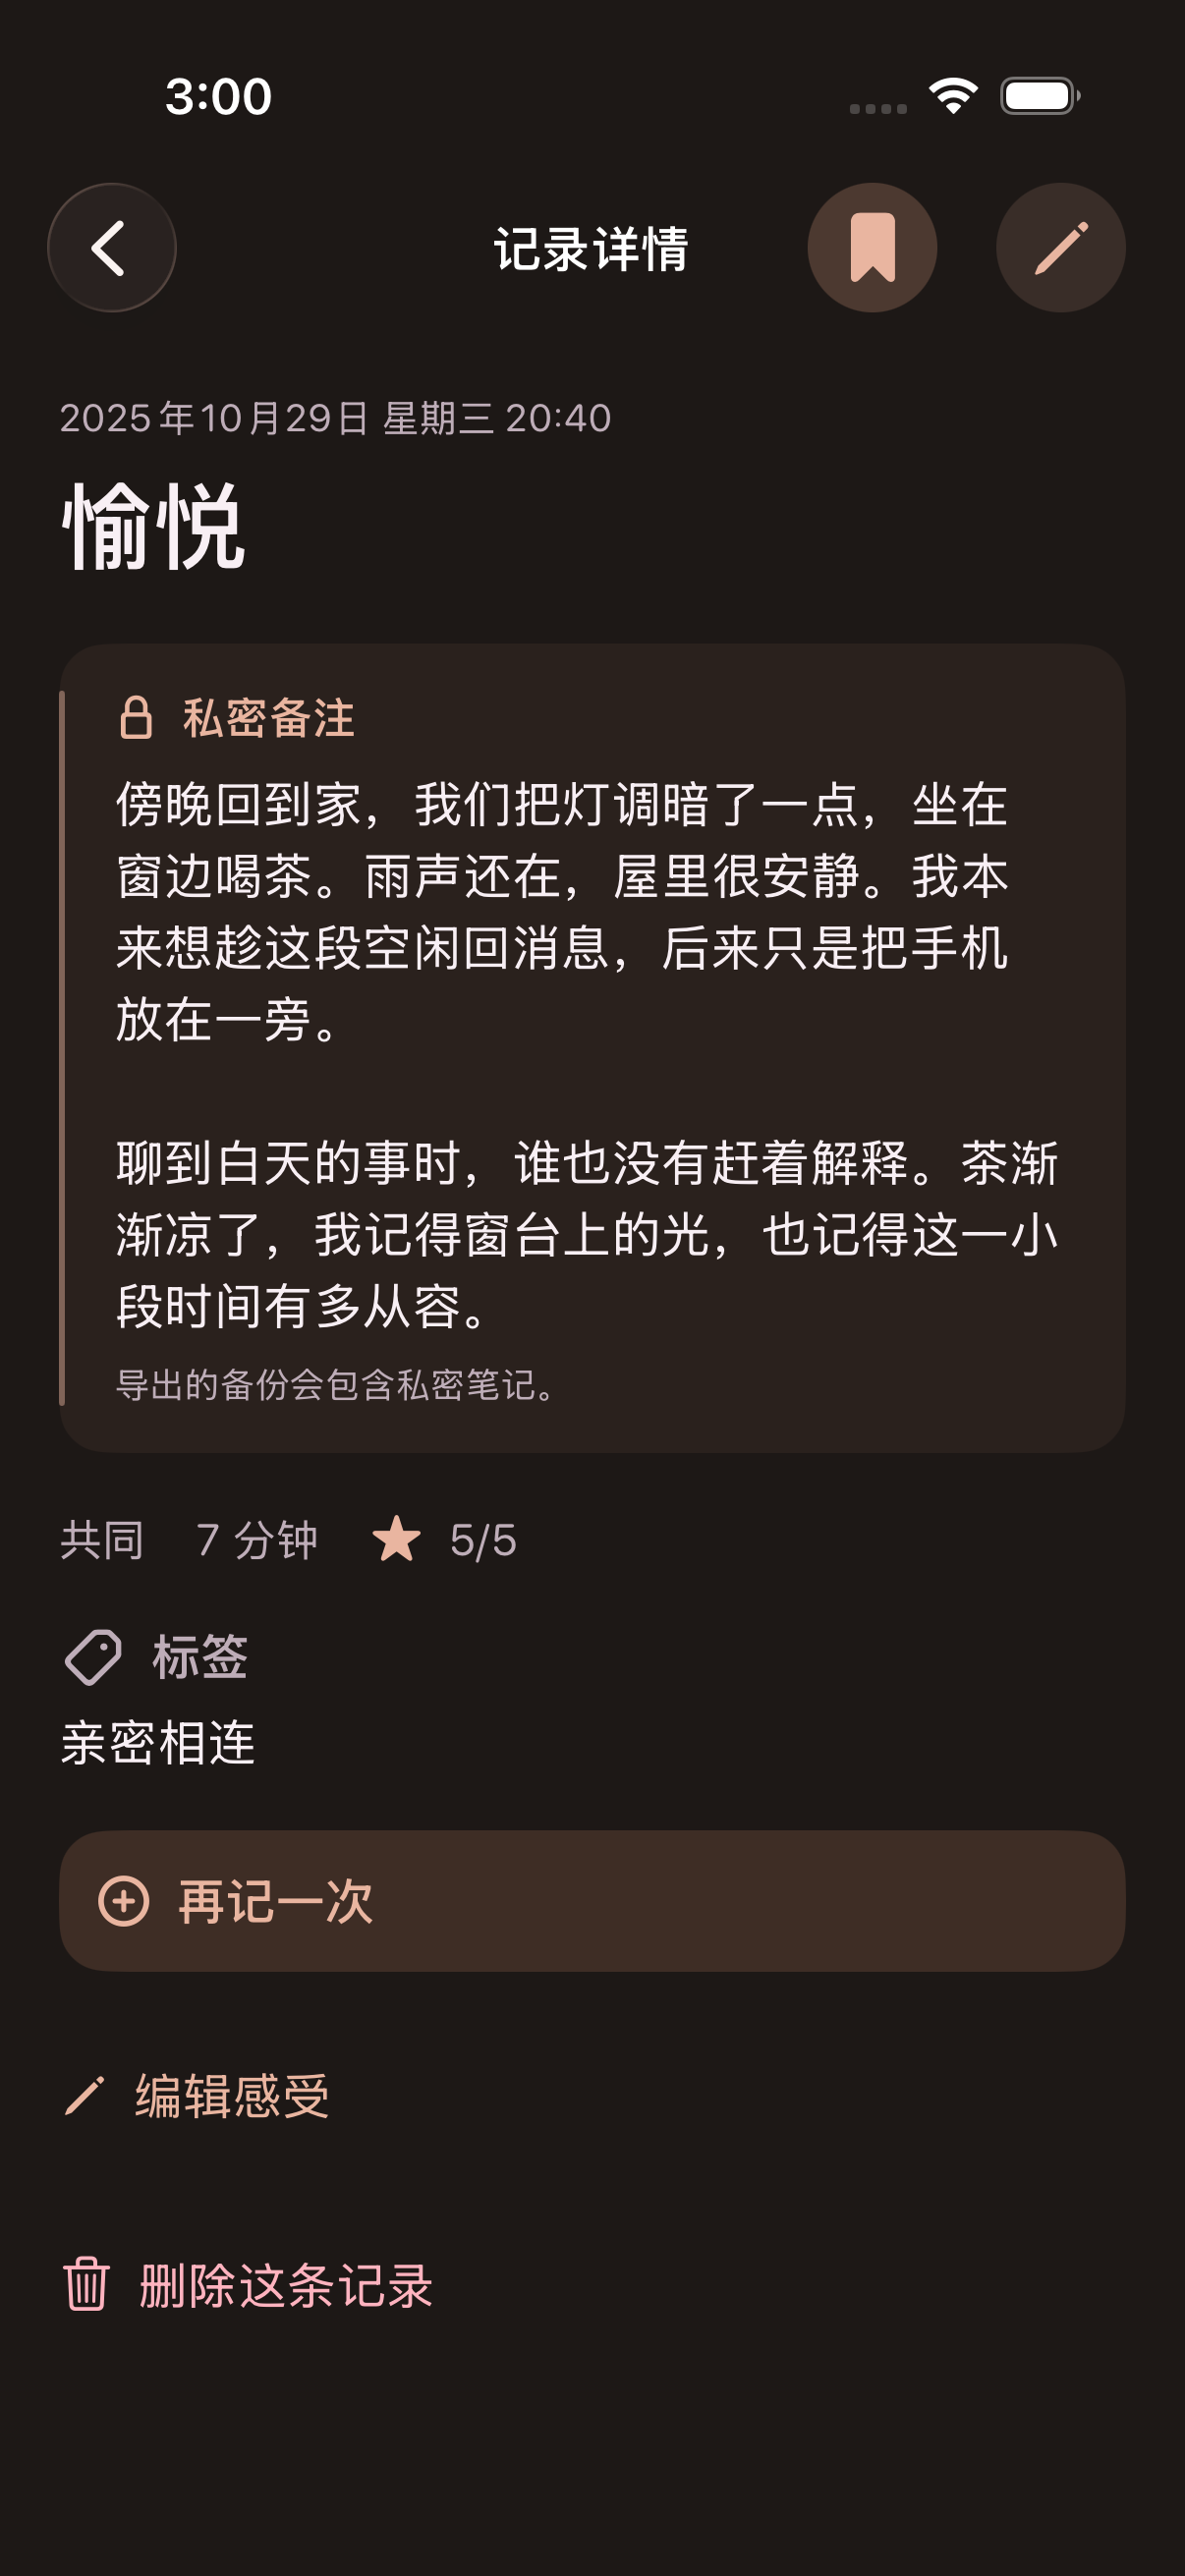 3:00
记录详情
2025年10月29日 星期三 20:40
愉悦
私密备注
傍晚回到家，我们把灯调暗了一点，坐在
窗边喝茶。雨声还在，屋里很安静。我本
来想趁这段空闲回消息，后来只是把手机
放在一旁。
聊到白天的事时，谁也没有赶着解释。茶渐
渐凉了，我记得窗台上的光，也记得这一小
段时间有多从容。
导出的备份会包含私密笔记。
共同 7 分钟 5/5
标签
亲密相连
再记一次
编辑感受
删除这条记录